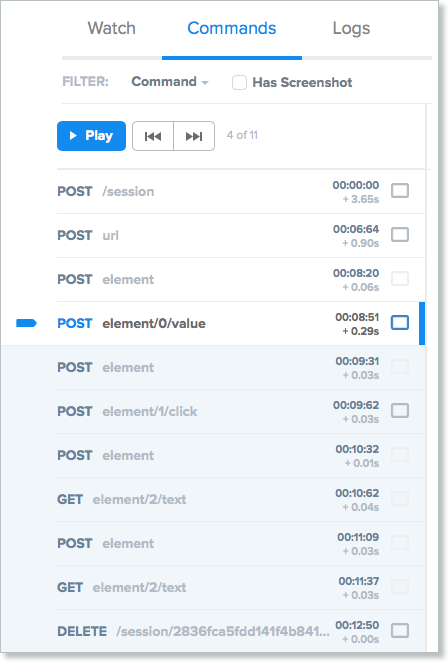 Watch Commands Logs
FILTER: Command Has Screenshot
Play 4 of 11
POST /session 00:00:00
+ 3.65s
POST url 00:06:64
+ 0.90s
POST element 00:08:20
+ 0.06s
POST element/0/value 00:08:51
+ 0.29s
POST element 00:09:31
+ 0.03s
POST element/1/click 00:09:62
+ 0.03s
POST element 00:10:32
+ 0.01s
GET element/2/text 00:10:62
+ 0.04s
POST element 00:11:09
+ 0.03s
GET element/2/text 00:11:37
+ 0.03s
DELETE /session/2836fca5fdd141f4b841... 00:12:50
+ 0.00s